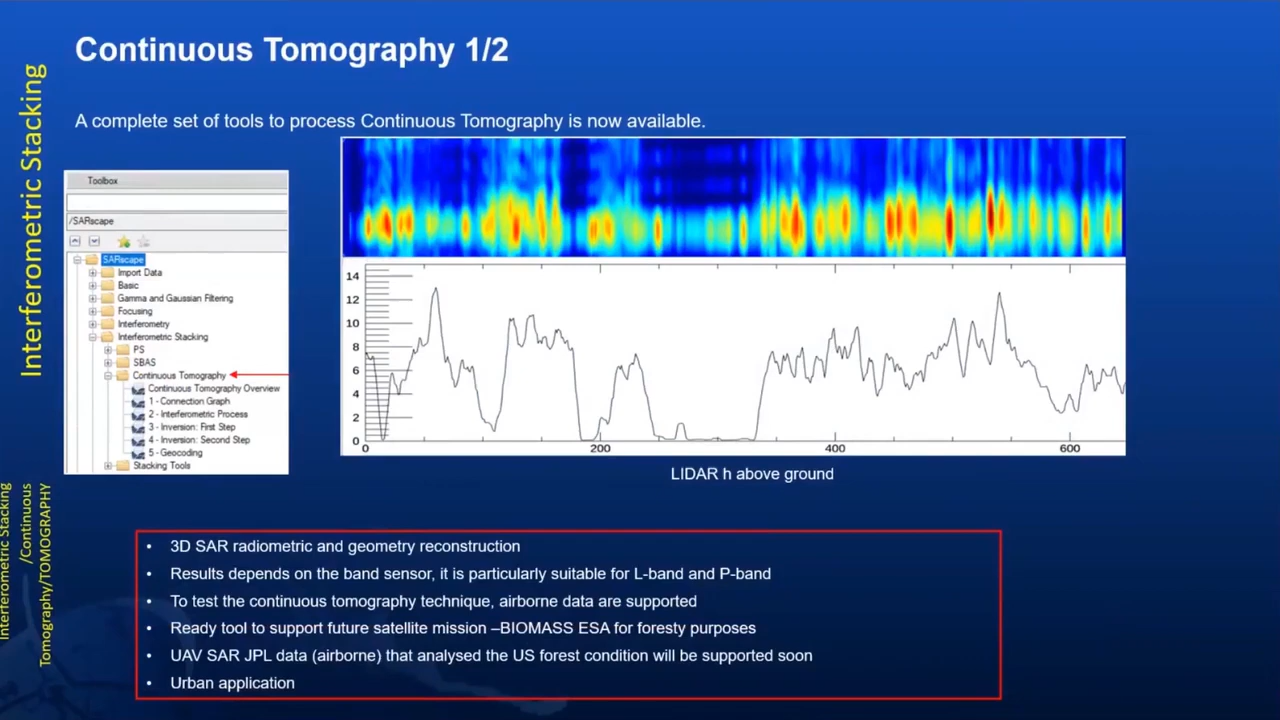 Continuous Tomography 1/2
A complete set of tools to process Continuous Tomography is now available.
Interferometric Stacking
Interferometric Stacking
/Continuous
Tomography/TOMOGRAPHY
Toolbox
/SARscape
SARscape
Import Data
Basic
Gamma and Gaussian Filtering
Focusing
Interferometry
Interferometric Stacking
PS
SBAS
Continuous Tomography
Continuous Tomography Overview
1 - Connection Graph
2 - Interferometric Process
3 - Inversion: First Step
4 - Inversion: Second Step
5 - Geocoding
Stacking Tools
14
12
10
8
6
4
2
0
0 200 400 600
LIDAR h above ground
• 3D SAR radiometric and geometry reconstruction
• Results depends on the band sensor, it is particularly suitable for L-band and P-band
• To test the continuous tomography technique, airborne data are supported
• Ready tool to support future satellite mission –BIOMASS ESA for foresty purposes
• UAV SAR JPL data (airborne) that analysed the US forest condition will be supported soon
• Urban application